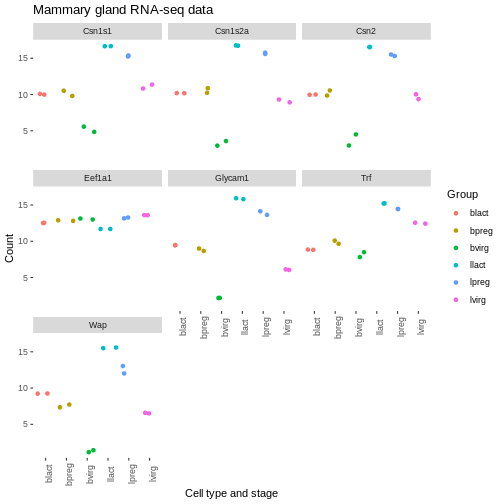 Mammary gland RNA-seq data
Csn1s1 Csn1s2a Csn2
15
10
5
Eef1a1 Glycam1 Trf
15
10
5
Count
Group
blact
bpreg
bvirg
llact
lpreg
lvirg
blact bpreg bvirg llact lpreg lvirg blact bpreg bvirg llact lpreg lvirg
Wap
15
10
5
blact bpreg bvirg llact lpreg lvirg
Cell type and stage